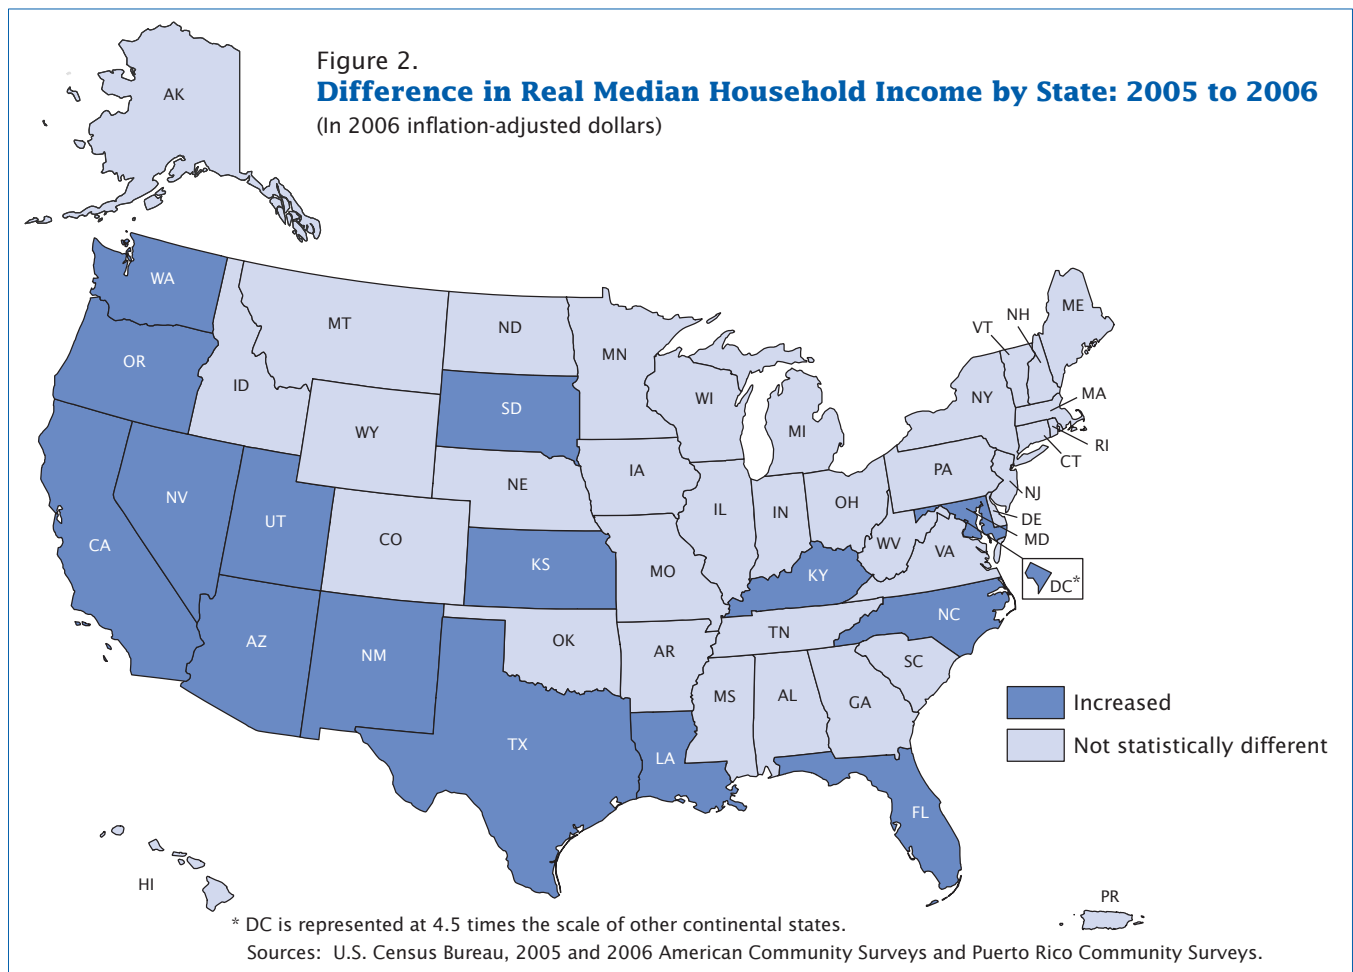 Figure 2.
Difference in Real Median Household Income by State: 2005 to 2006
(In 2006 inflation-adjusted dollars)
AK
WA
MT
ND
MN
OR
ID
SD
WI
MI
NY
VT
NH
ME
MA
RI
CT
WY
NE
IA
PA
NJ
NV
UT
CO
IL
IN
OH
DE
MD
CA
KS
MO
KY
WV
VA
DC*
AZ
NM
OK
AR
TN
NC
SC
TX
LA
MS
AL
GA
FL
Increased
Not statistically different
HI
PR
* DC is represented at 4.5 times the scale of other continental states.
Sources: U.S. Census Bureau, 2005 and 2006 American Community Surveys and Puerto Rico Community Surveys.